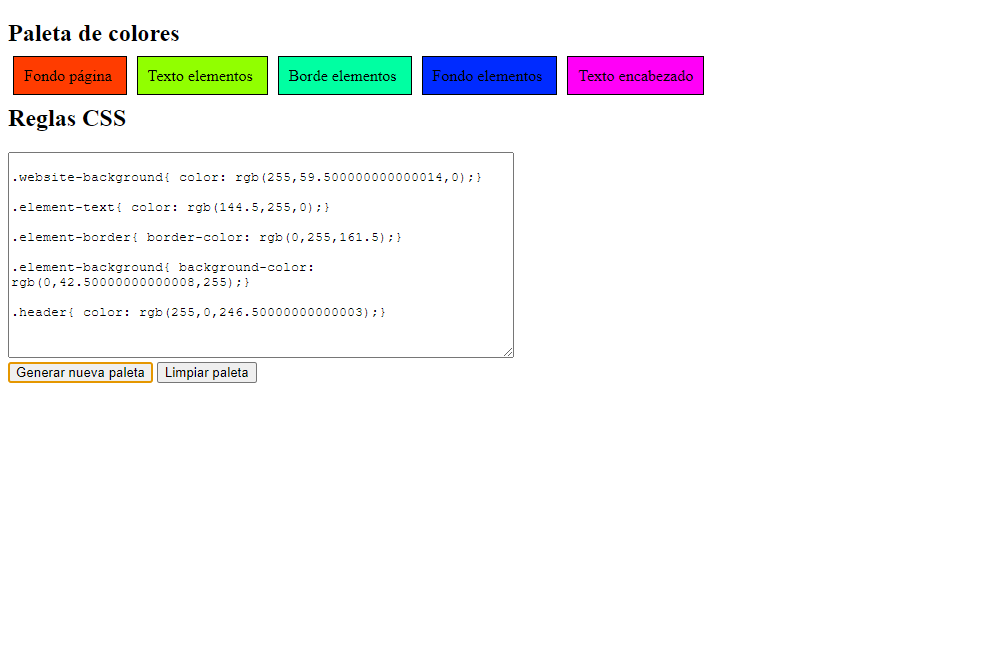 Paleta de colores
Fondo página Texto elementos Borde elementos Fondo elementos Texto encabezado
Reglas CSS
.website-background{ color: rgb(255,59.500000000000014,0);}
.element-text{ color: rgb(144.5,255,0);}
.element-border{ border-color: rgb(0,255,161.5);}
.element-background{ background-color:
rgb(0,42.50000000000008,255);}
.header{ color: rgb(255,0,246.50000000000003);}
Generar nueva paleta Limpiar paleta